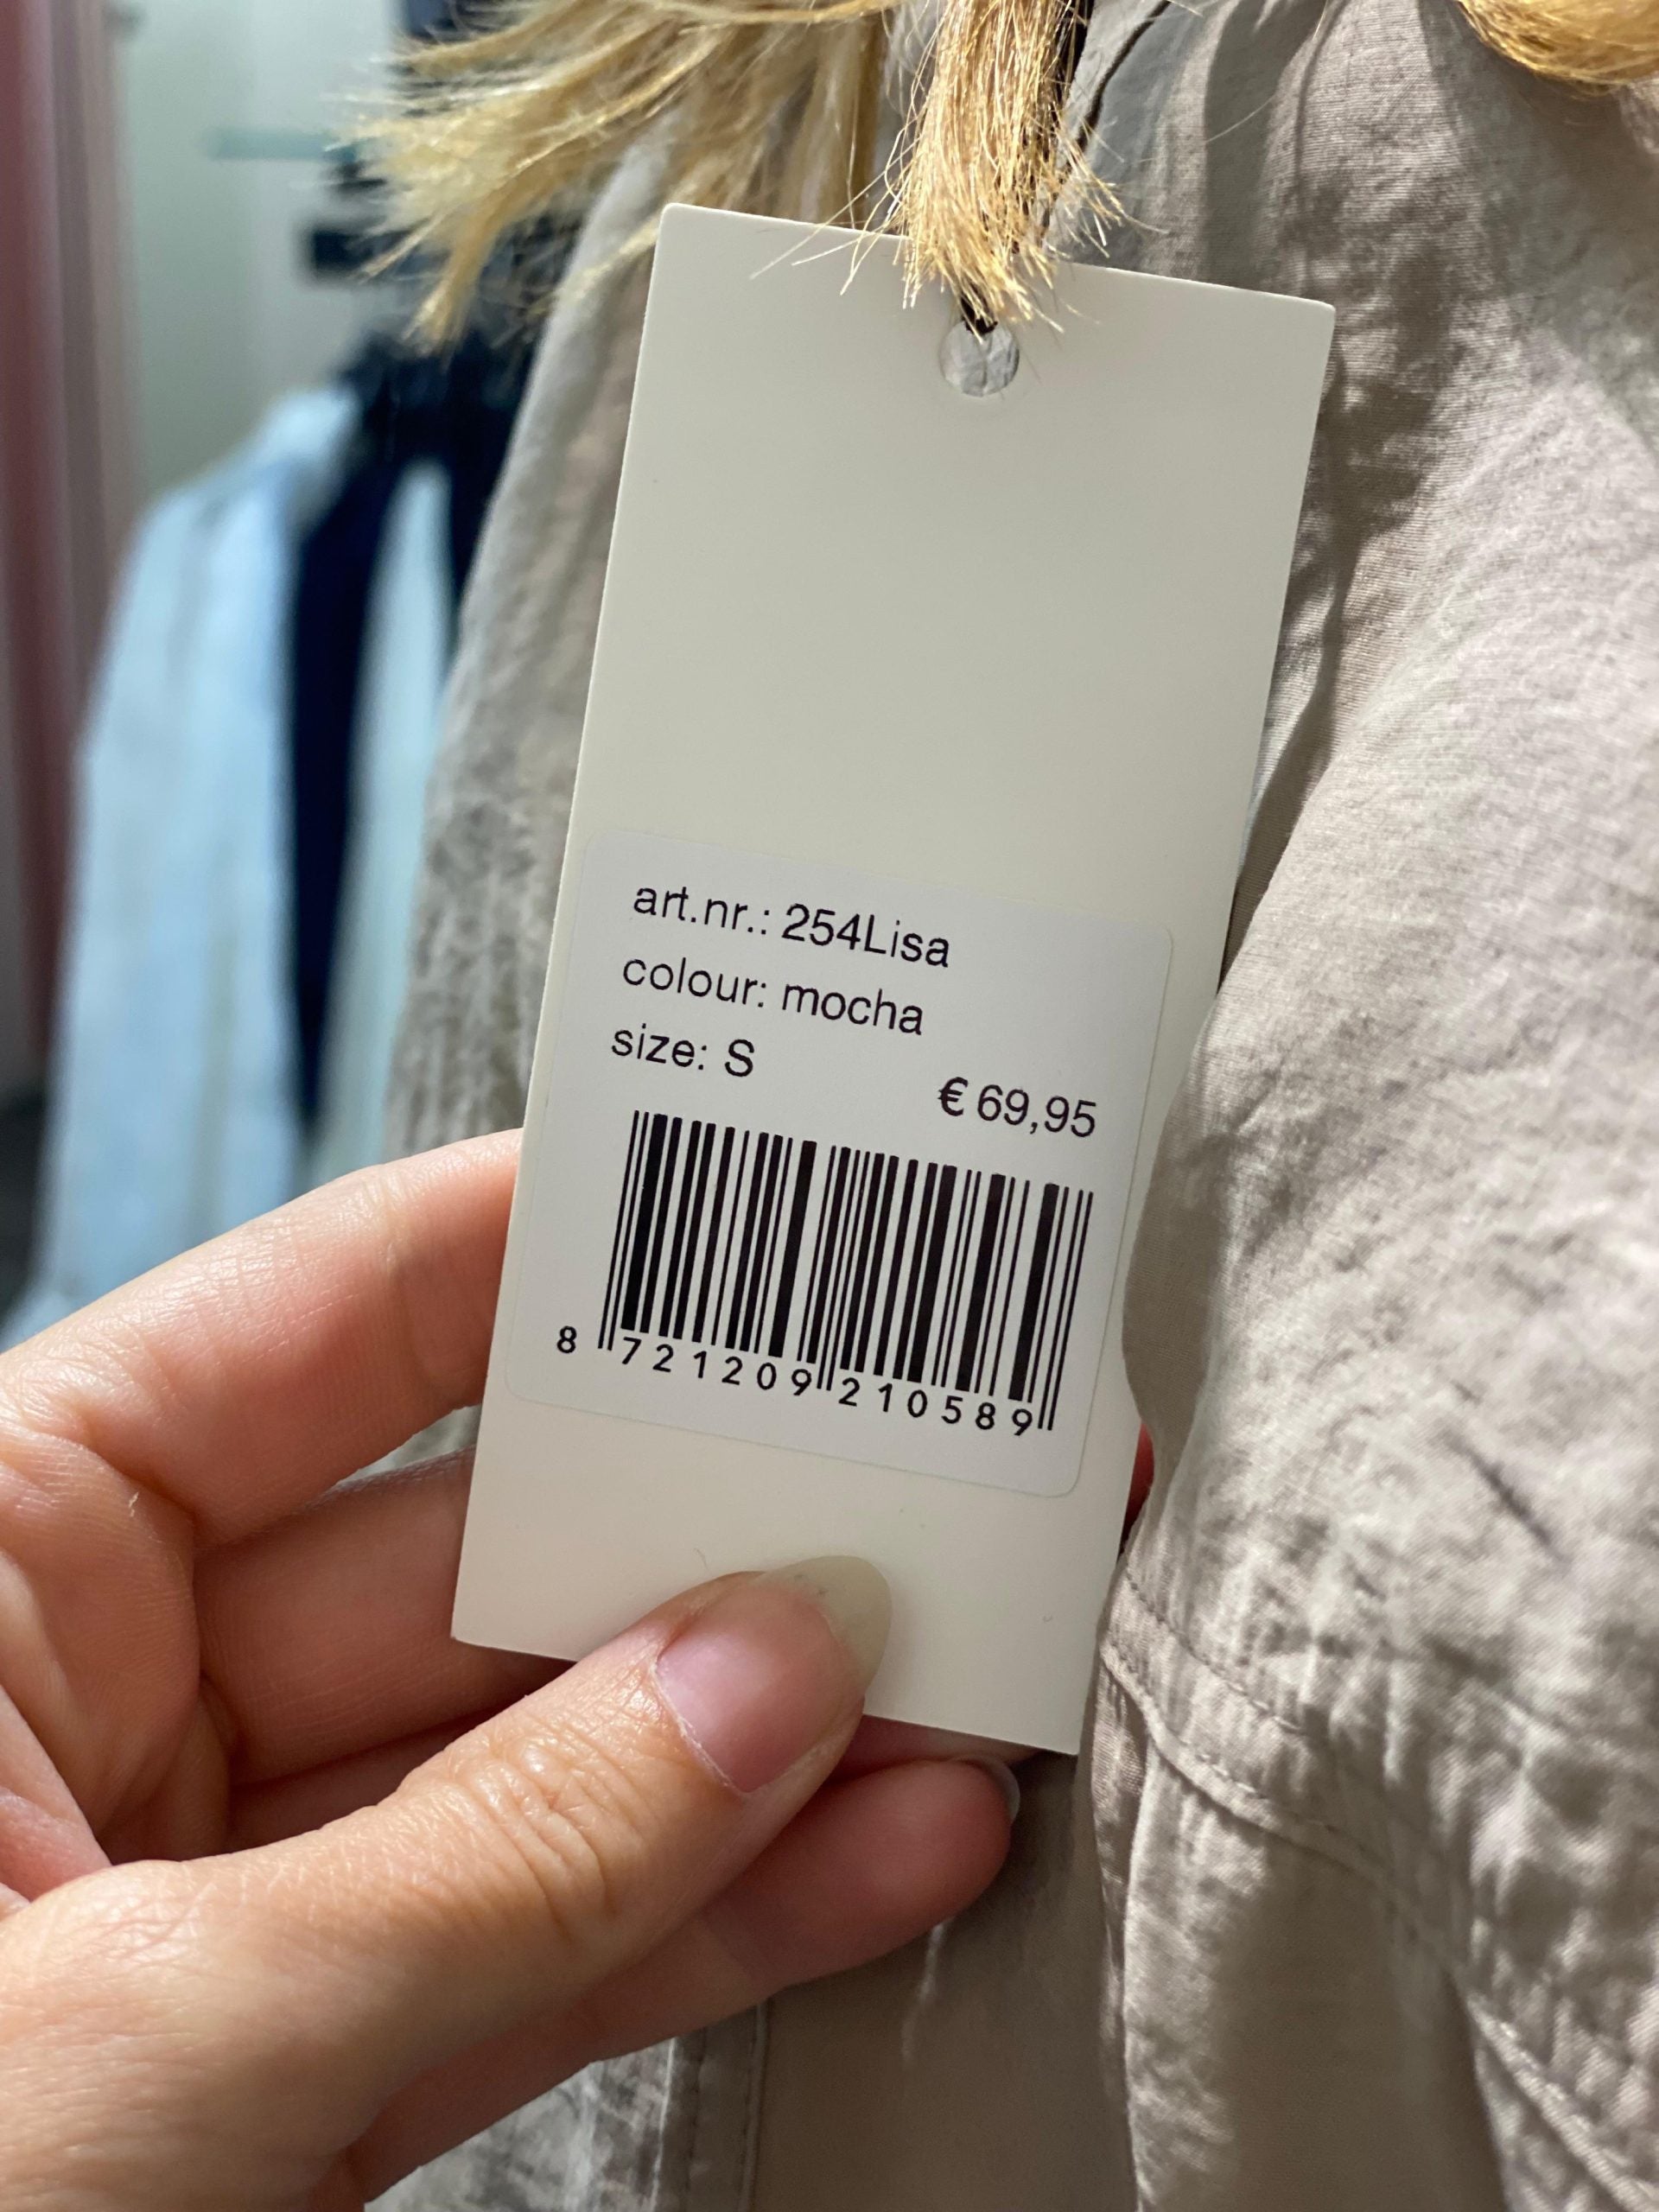 art.nr.: 254Lisa
colour: mocha
size: S
€ 69,95
8 721209 210589